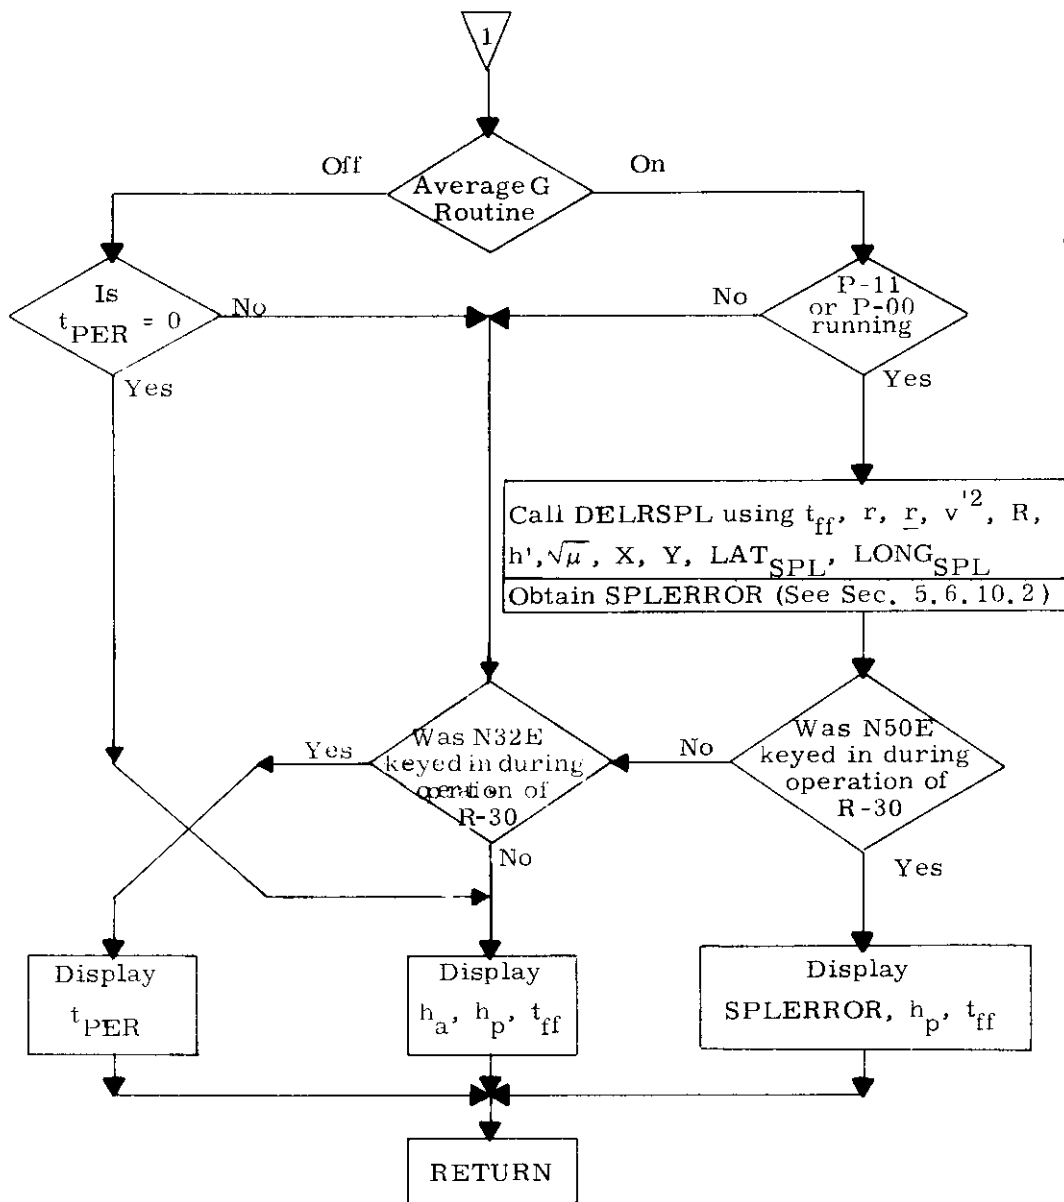 1
Off
On
Average G
Routine
Is
t_PER = 0
No
No
P-11
or P-00
running
Yes
Yes
Call DELRSPL using t_ff, r, r, v'2, R,
h', √μ, X, Y, LAT_SPL, LONG_SPL
Obtain SPLERROR (See Sec. 5.6.10.2)
Yes
Was N32E
keyed in during
operation of
R-30
No
Was N50E
keyed in during
operation of
R-30
No
Yes
Display
t_PER
Display
h_a, h_p, t_ff
Display
SPLERROR, h_p, t_ff
RETURN